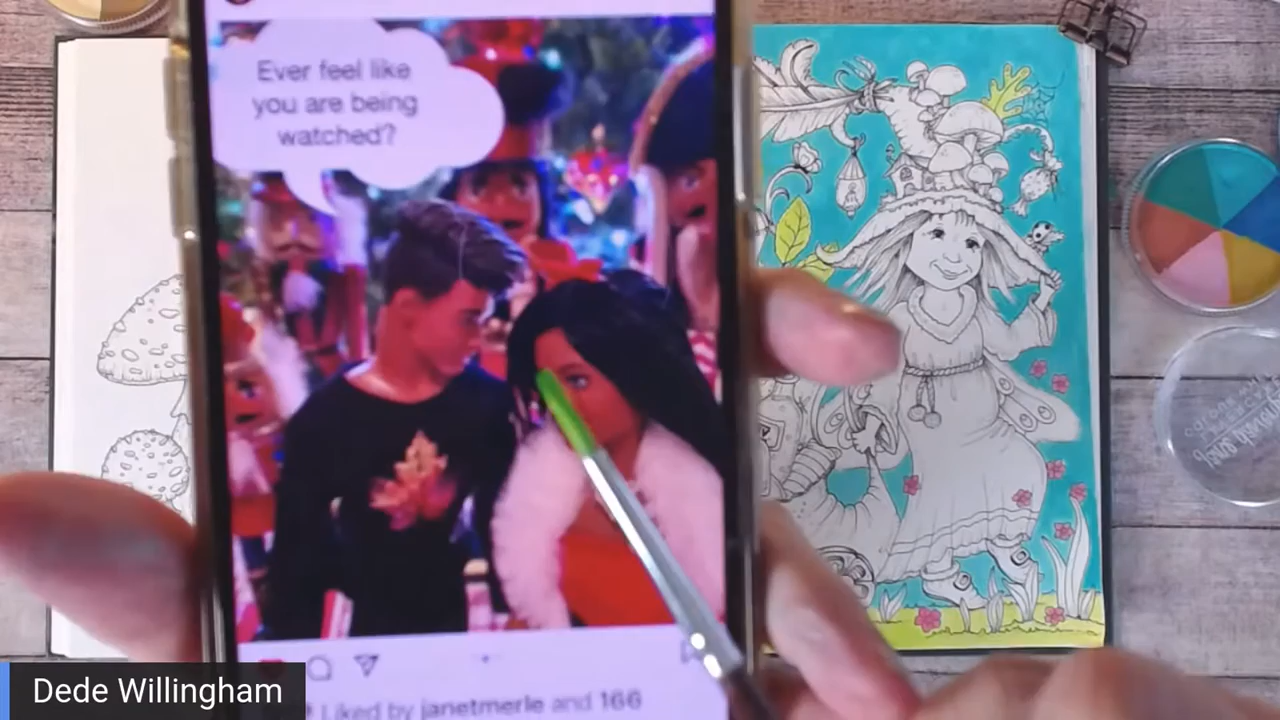 Ever feel like
you are being
watched?
Liked by janetmerle and 166
Dede Willingham